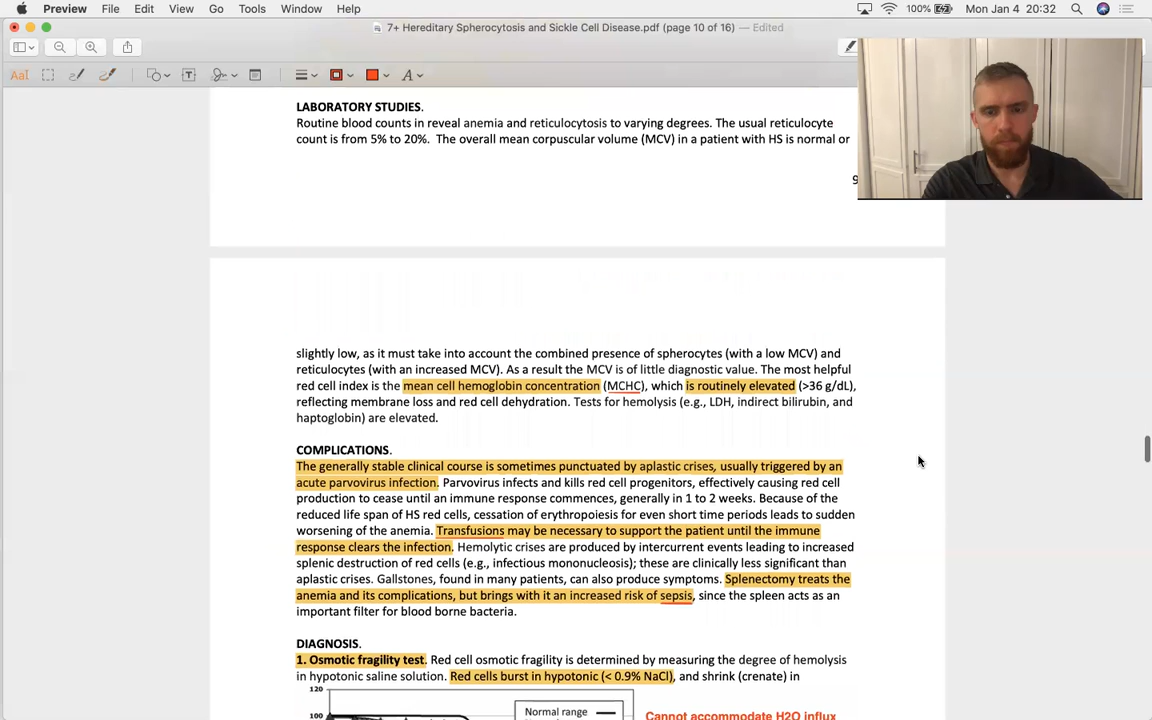 Preview File Edit View Go Tools Window Help 100% Mon Jan 4 20:32
7+ Hereditary Spherocytosis and Sickle Cell Disease.pdf (page 10 of 16) — Edited
AaI T A
LABORATORY STUDIES.
Routine blood counts in reveal anemia and reticulocytosis to varying degrees. The usual reticulocyte
count is from 5% to 20%. The overall mean corpuscular volume (MCV) in a patient with HS is normal or
9
slightly low, as it must take into account the combined presence of spherocytes (with a low MCV) and
reticulocytes (with an increased MCV). As a result the MCV is of little diagnostic value. The most helpful
red cell index is the mean cell hemoglobin concentration (MCHC), which is routinely elevated (>36 g/dL),
reflecting membrane loss and red cell dehydration. Tests for hemolysis (e.g., LDH, indirect bilirubin, and
haptoglobin) are elevated.
COMPLICATIONS.
The generally stable clinical course is sometimes punctuated by aplastic crises, usually triggered by an
acute parvovirus infection. Parvovirus infects and kills red cell progenitors, effectively causing red cell
production to cease until an immune response commences, generally in 1 to 2 weeks. Because of the
reduced life span of HS red cells, cessation of erythropoiesis for even short time periods leads to sudden
worsening of the anemia. Transfusions may be necessary to support the patient until the immune
response clears the infection. Hemolytic crises are produced by intercurrent events leading to increased
splenic destruction of red cells (e.g., infectious mononucleosis); these are clinically less significant than
aplastic crises. Gallstones, found in many patients, can also produce symptoms. Splenectomy treats the
anemia and its complications, but brings with it an increased risk of sepsis, since the spleen acts as an
important filter for blood borne bacteria.
DIAGNOSIS.
1. Osmotic fragility test. Red cell osmotic fragility is determined by measuring the degree of hemolysis
in hypotonic saline solution. Red cells burst in hypotonic (< 0.9% NaCl), and shrink (crenate) in
120
100
Normal range
Cannot accommodate H2O influx